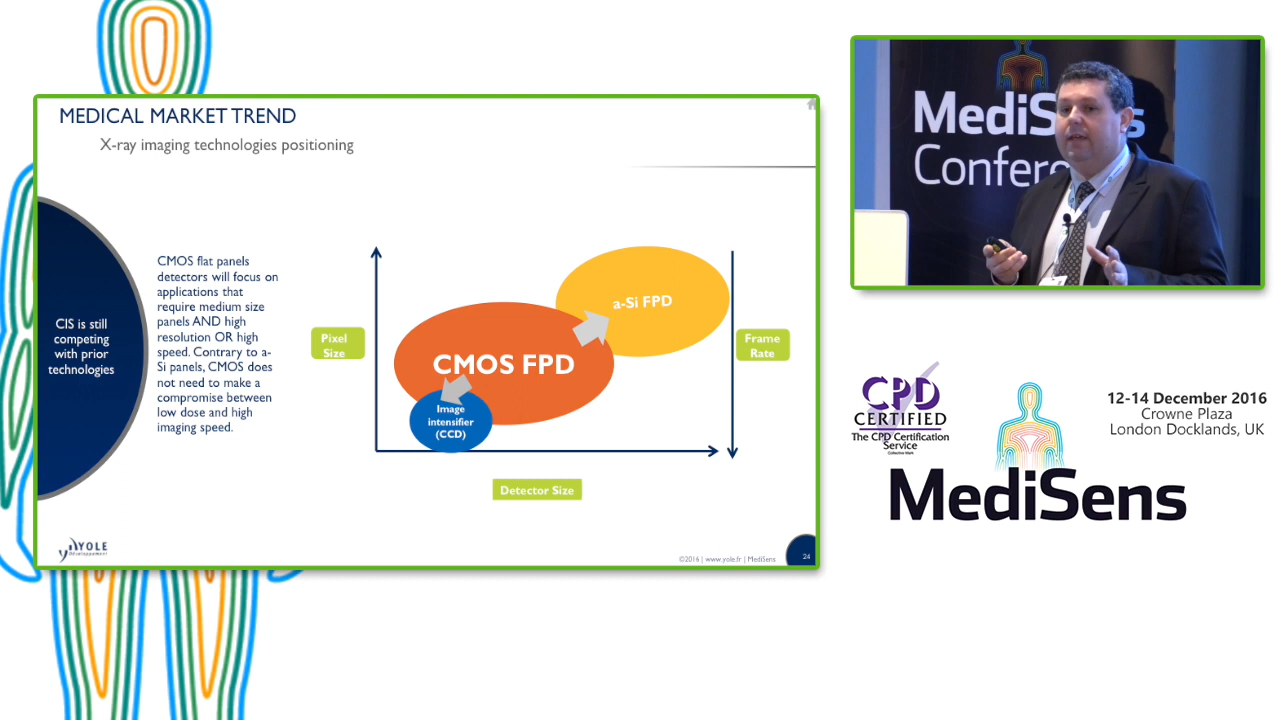 MEDICAL MARKET TREND
X-ray imaging technologies positioning
CIS is still
competing
with prior
technologies
CMOS flat panels
detectors will focus on
applications that
require medium size
panels AND high
resolution OR high
speed. Contrary to a-
Si panels, CMOS does
not need to make a
compromise between
low dose and high
imaging speed.
Pixel
Size
CMOS FPD
a-Si FPD
Image
intensifier
(CCD)
Frame
Rate
Detector Size
YOLE
Développement
©2016 | www.yole.fr | MediSens
24
MediSens
Confere
CPD
CERTIFIED
The CPD Certification
Service
Collective Mark
12-14 December 2016
Crowne Plaza
London Docklands, UK
MediSens